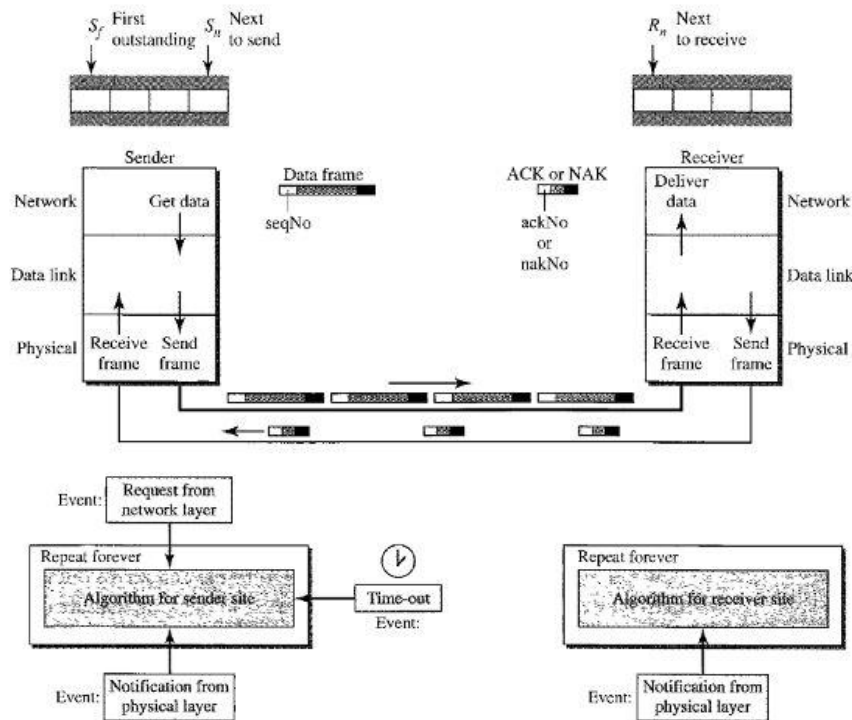 S_f First
outstanding
S_n Next
to send
R_n Next
to receive
Sender
Data frame
ACK or NAK
Receiver
Network
Get data
seqNo
ackNo
or
nakNo
Deliver
data
Network
Data link
Data link
Physical
Receive
frame
Send
frame
Receive
frame
Send
frame
Physical
Event:
Request from
network layer
Repeat forever
Algorithm for sender site
Time-out
Event:
Event:
Notification from
physical layer
Repeat forever
Algorithm for receiver site
Event:
Notification from
physical layer